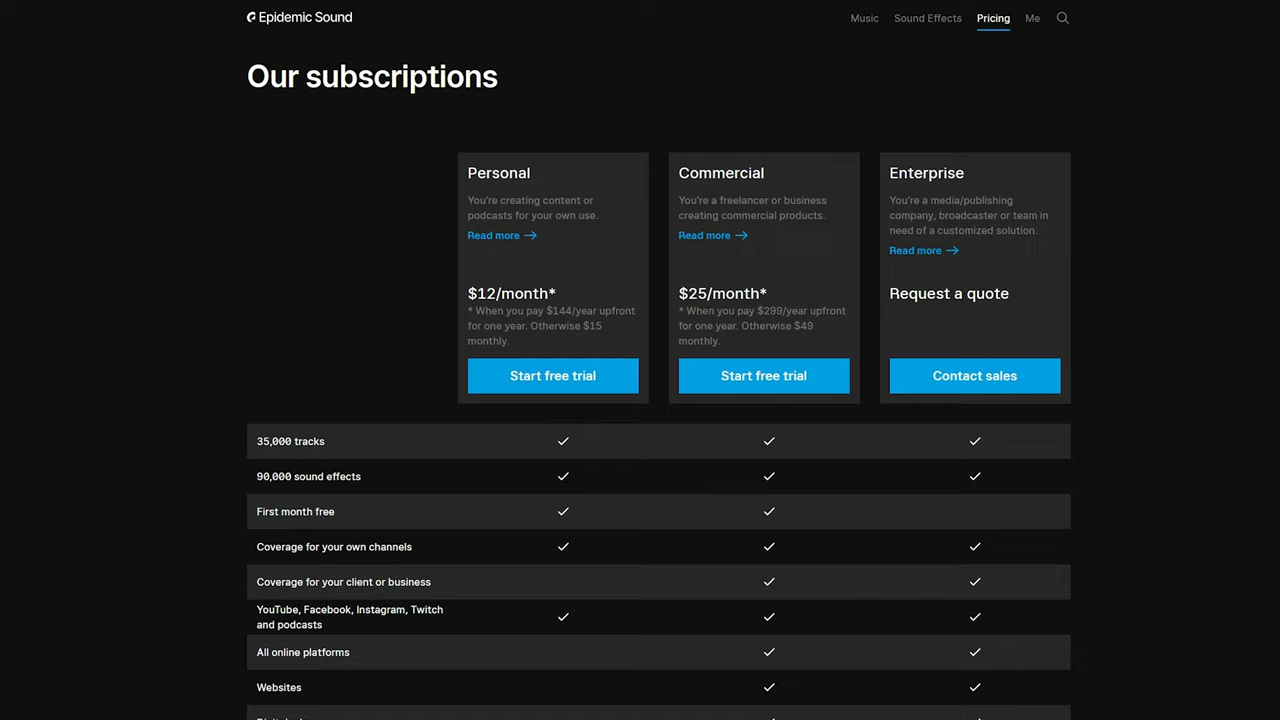 Epidemic Sound
Music Sound Effects Pricing Me
Our subscriptions
Personal
You're creating content or
podcasts for your own use.
Read more
$12/month*
* When you pay $144/year upfront
for one year. Otherwise $15
monthly.
Start free trial
Commercial
You're a freelancer or business
creating commercial products.
Read more
$25/month*
* When you pay $299/year upfront
for one year. Otherwise $49
monthly.
Start free trial
Enterprise
You're a media/publishing
company, broadcaster or team in
need of a customized solution.
Read more
Request a quote
Contact sales
35,000 tracks
90,000 sound effects
First month free
Coverage for your own channels
Coverage for your client or business
YouTube, Facebook, Instagram, Twitch
and podcasts
All online platforms
Websites